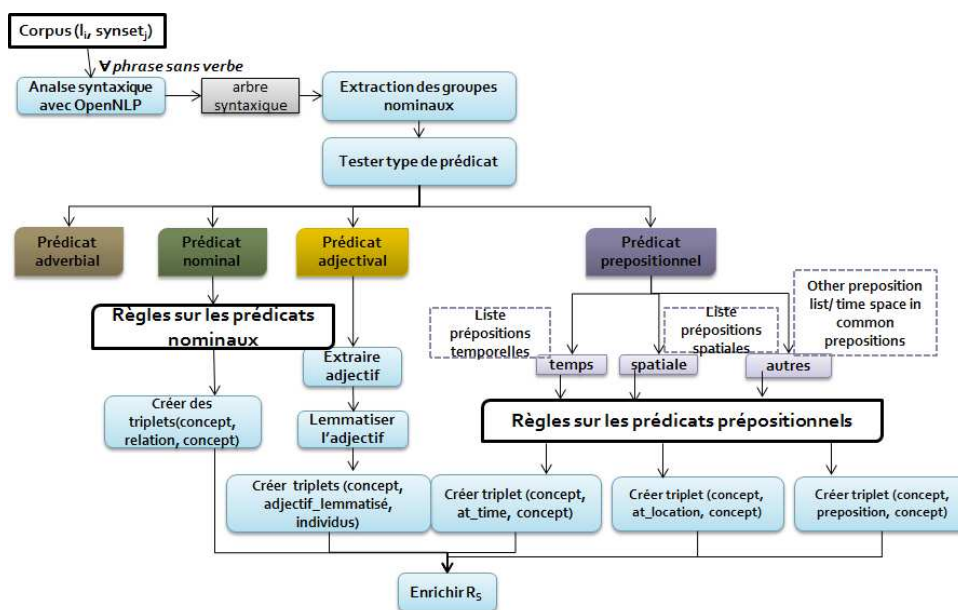 Corpus (lᵢ, synsetⱼ)
∀ phrase sans verbe
Analse syntaxique
avec OpenNLP
arbre
syntaxique
Extraction des groupes
nominaux
Tester type de prédicat
Prédicat
adverbial
Prédicat
nominal
Prédicat
adjectival
Prédicat
prepositionnel
Règles sur les prédicats
nominaux
Liste
prépositions
temporelles
Liste
prépositions
spatiales
Other preposition
list/ time space in
common
prepositions
temps
spatiale
autres
Extraire
adjectif
Créer des
triplets(concept,
relation, concept)
Lemmatiser
l'adjectif
Règles sur les prédicats prépositionnels
Créer triplets (concept,
adjectif_lemmatisé,
individus)
Créer triplet (concept,
at_time, concept)
Créer triplet (concept,
at_location, concept)
Créer triplet (concept,
preposition, concept)
Enrichir R₅